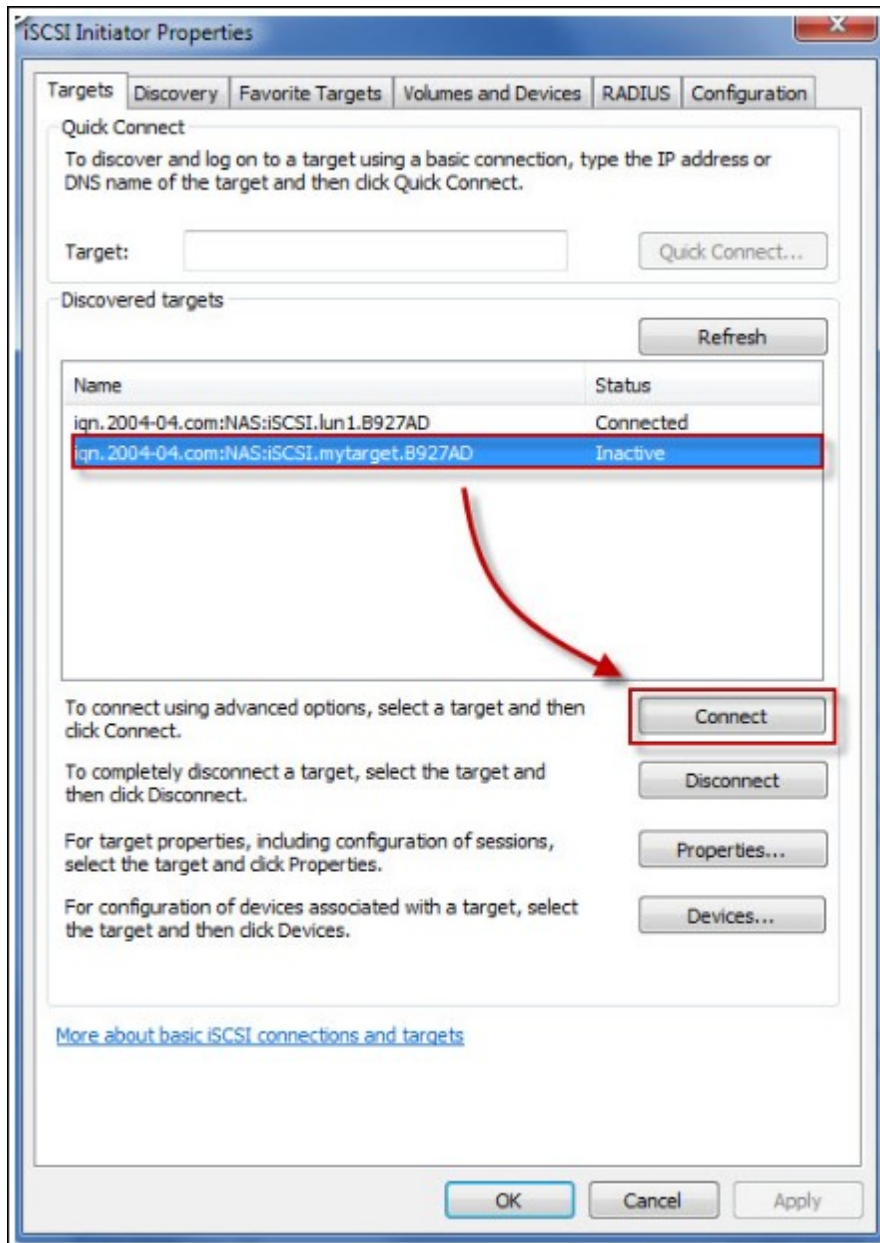 iSCSI Initiator Properties
Targets Discovery Favorite Targets Volumes and Devices RADIUS Configuration
Quick Connect
To discover and log on to a target using a basic connection, type the IP address or
DNS name of the target and then click Quick Connect.
Target: Quick Connect...
Discovered targets
Refresh
Name Status
iqn.2004-04.com:NAS:iSCSI.lun1.B927AD Connected
iqn.2004-04.com:NAS:iSCSI.mytarget.B927AD Inactive
To connect using advanced options, select a target and then
click Connect.
Connect
To completely disconnect a target, select the target and
then click Disconnect.
Disconnect
For target properties, including configuration of sessions,
select the target and click Properties.
Properties...
For configuration of devices associated with a target, select
the target and then click Devices.
Devices...
More about basic iSCSI connections and targets
OK Cancel Apply